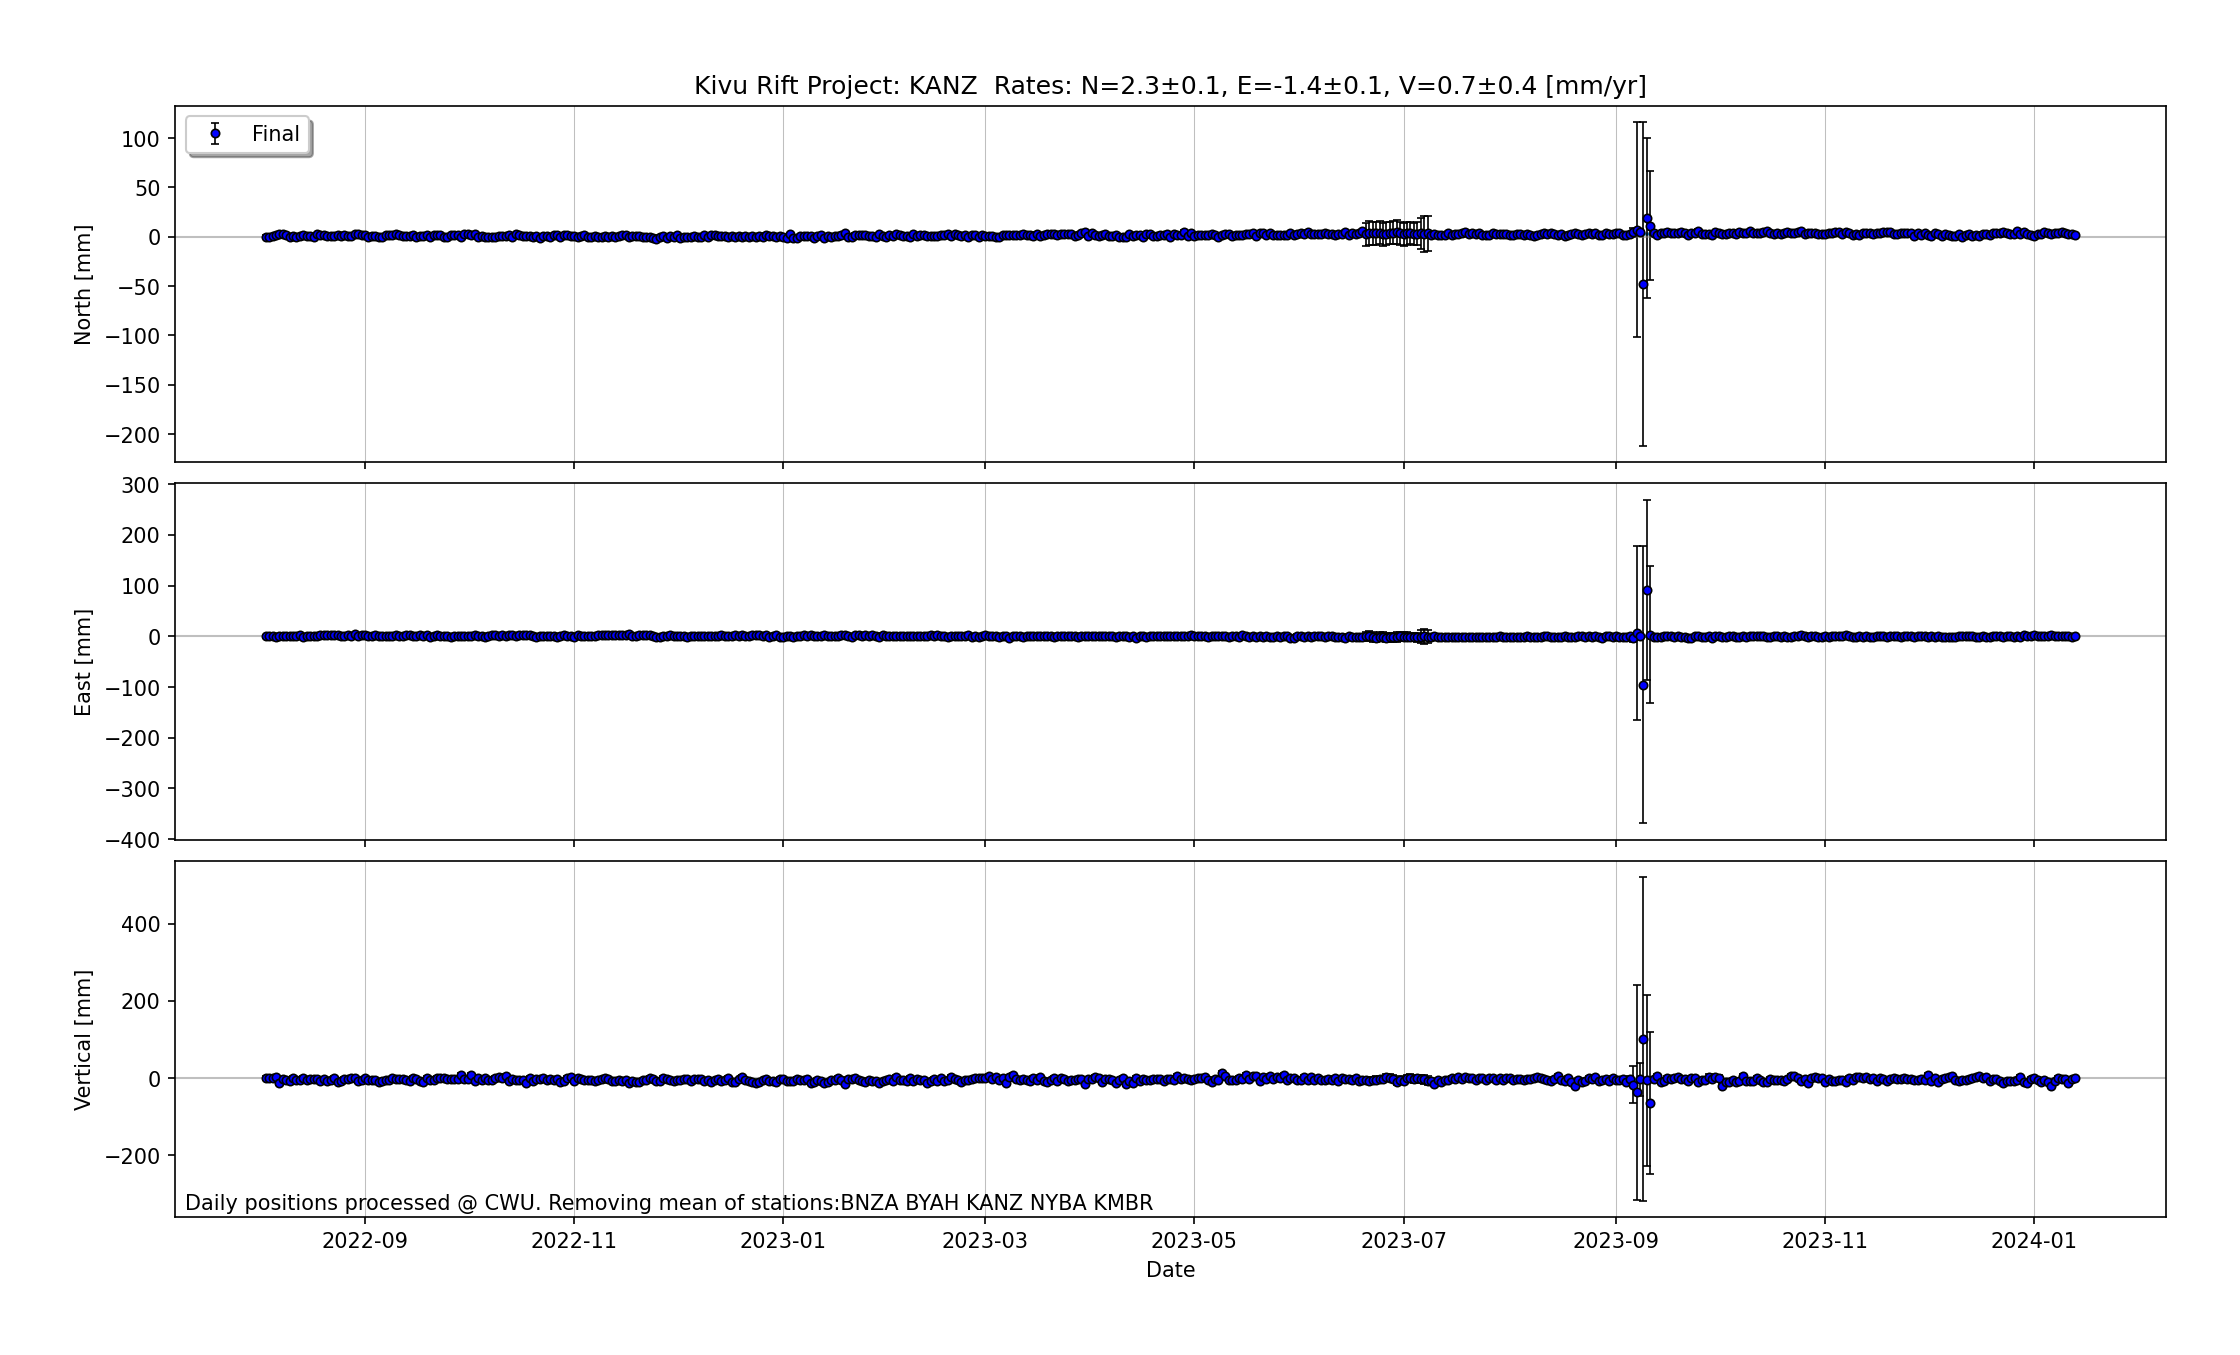 Kivu Rift Project: KANZ  Rates: N=2.3±0.1, E=-1.4±0.1, V=0.7±0.4 [mm/yr]
Final
North [mm]
100
50
0
−50
−100
−150
−200
East [mm]
300
200
100
0
−100
−200
−300
−400
Vertical [mm]
400
200
0
−200
Daily positions processed @ CWU. Removing mean of stations:BNZA BYAH KANZ NYBA KMBR
2022-09 2022-11 2023-01 2023-03 2023-05 2023-07 2023-09 2023-11 2024-01
Date